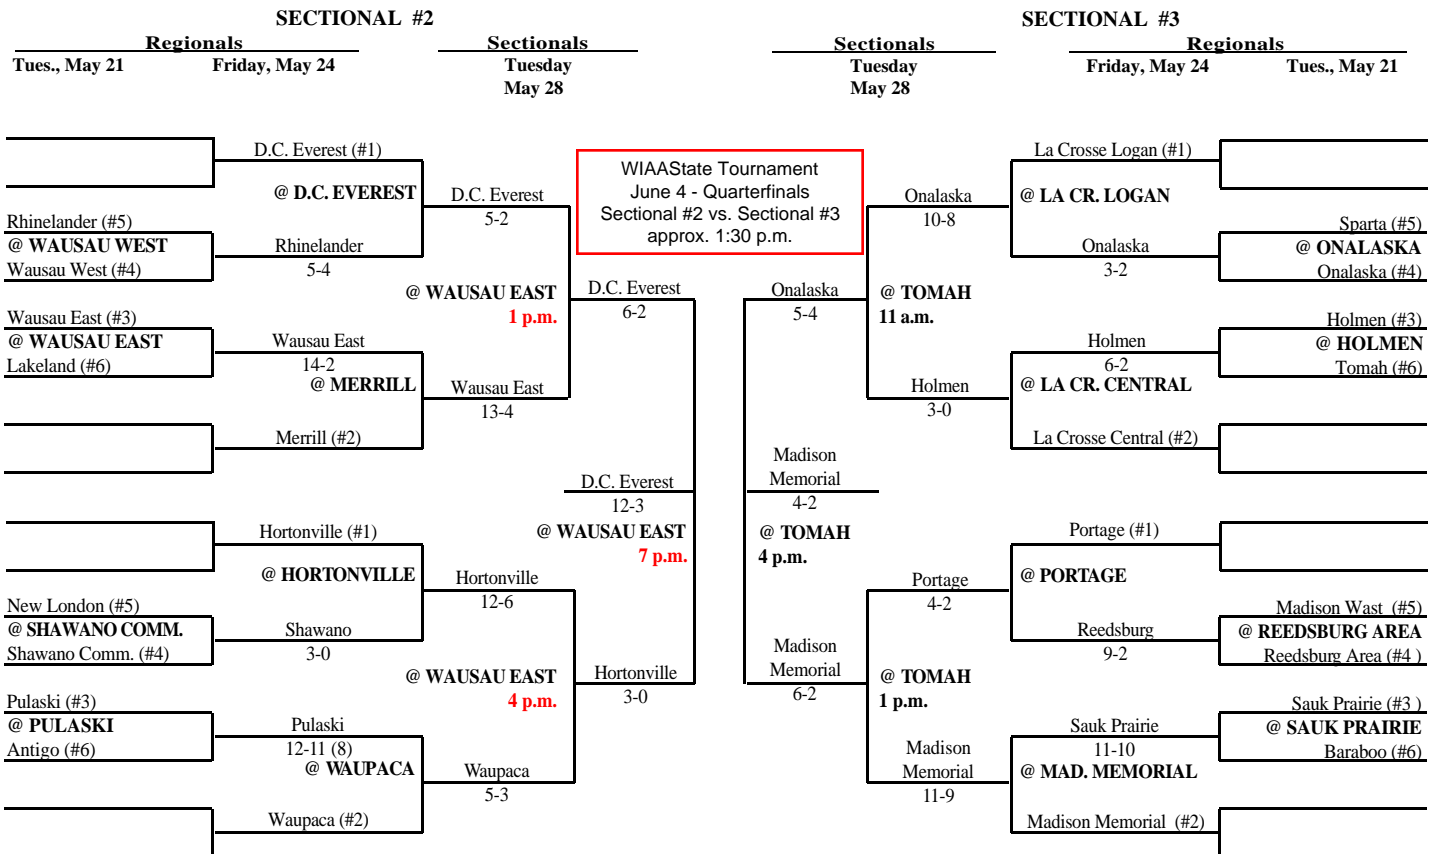 SECTIONAL #2
Regionals
Sectionals
Tues., May 21
Friday, May 24
Tuesday
May 28
D.C. Everest (#1)
@ D.C. EVEREST
D.C. Everest
5-2
Rhinelander (#5)
@ WAUSAU WEST
Wausau West (#4)
Rhinelander
5-4
@ WAUSAU EAST
1 p.m.
D.C. Everest
6-2
Wausau East (#3)
@ WAUSAU EAST
Lakeland (#6)
Wausau East
14-2
@ MERRILL
Wausau East
13-4
Merrill (#2)
D.C. Everest
12-3
@ WAUSAU EAST
7 p.m.
Hortonville (#1)
@ HORTONVILLE
Hortonville
12-6
New London (#5)
@ SHAWANO COMM.
Shawano Comm. (#4)
Shawano
3-0
@ WAUSAU EAST
4 p.m.
Hortonville
3-0
Pulaski (#3)
@ PULASKI
Antigo (#6)
Pulaski
12-11 (8)
@ WAUPACA
Waupaca
5-3
Waupaca (#2)
WIAAState Tournament
June 4 - Quarterfinals
Sectional #2 vs. Sectional #3
approx. 1:30 p.m.
SECTIONAL #3
Sectionals
Regionals
Tuesday
May 28
Friday, May 24
Tues., May 21
La Crosse Logan (#1)
@ LA CR. LOGAN
Onalaska
10-8
Sparta (#5)
@ ONALASKA
Onalaska (#4)
Onalaska
3-2
Onalaska
5-4
@ TOMAH
11 a.m.
Holmen (#3)
@ HOLMEN
Tomah (#6)
Holmen
6-2
@ LA CR. CENTRAL
Holmen
3-0
La Crosse Central (#2)
Madison
Memorial
4-2
@ TOMAH
4 p.m.
Portage (#1)
@ PORTAGE
Portage
4-2
Madison Wast (#5)
@ REEDSBURG AREA
Reedsburg Area (#4 )
Reedsburg
9-2
Madison
Memorial
6-2
@ TOMAH
1 p.m.
Sauk Prairie (#3 )
@ SAUK PRAIRIE
Baraboo (#6)
Sauk Prairie
11-10
@ MAD. MEMORIAL
Madison
Memorial
11-9
Madison Memorial (#2)